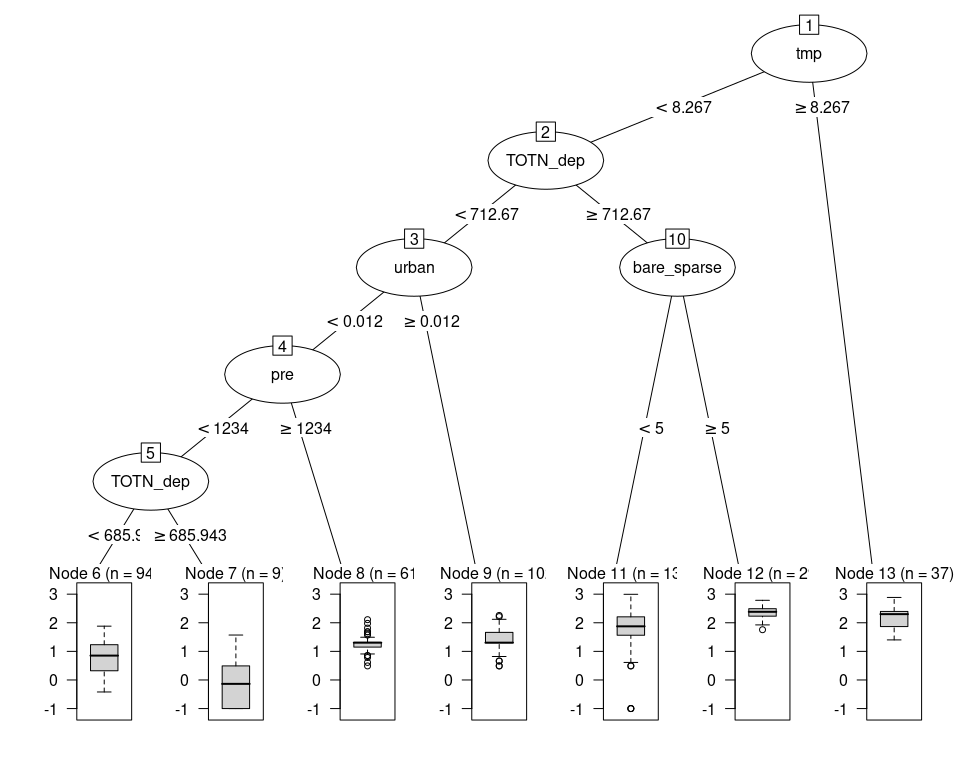 1
tmp
< 8.267
≥ 8.267
2
TOTN_dep
< 712.67
≥ 712.67
3
urban
10
bare_sparse
< 0.012
≥ 0.012
4
pre
< 1234
≥ 1234
< 5
≥ 5
5
TOTN_dep
< 685.9
≥ 685.943
Node 6 (n = 94
Node 7 (n = 9)
Node 8 (n = 61
Node 9 (n = 10
Node 11 (n = 13
Node 12 (n = 2
Node 13 (n = 37)
3 3 3 3 3 3 3
2 2 2 2 2 2 2
1 1 1 1 1 1 1
0 0 0 0 0 0 0
-1 -1 -1 -1 -1 -1 -1